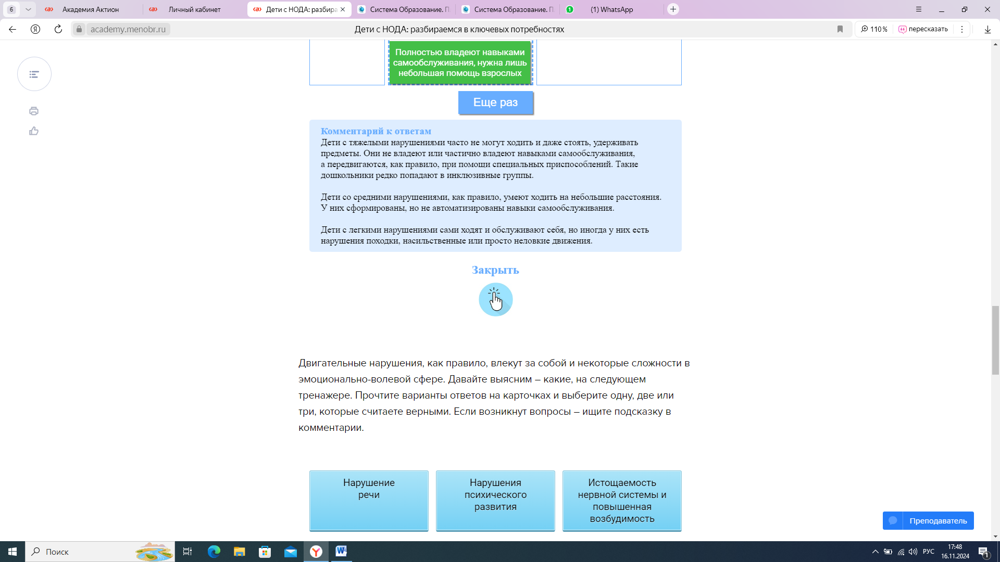 6
Академия Актион
Личный кабинет
Дети с НОДА: разбира
Система Образование. П
Система Образование. П
1
(1) WhatsApp
Я
academy.menobr.ru
Дети с НОДА: разбираемся в ключевых потребностях
110 %
пересказать
Полностью владеют навыками
самообслуживания, нужна лишь
небольшая помощь взрослых
Еще раз
Комментарий к ответам
Дети с тяжелыми нарушениями часто не могут ходить и даже стоять, удерживать
предметы. Они не владеют или частично владеют навыками самообслуживания,
а передвигаются, как правило, при помощи специальных приспособлений. Такие
дошкольники редко попадают в инклюзивные группы.
Дети со средними нарушениями, как правило, умеют ходить на небольшие расстояния.
У них сформированы, но не автоматизированы навыки самообслуживания.
Дети с легкими нарушениями сами ходят и обслуживают себя, но иногда у них есть
нарушения походки, насильственные или просто неловкие движения.
Закрыть
Двигательные нарушения, как правило, влекут за собой и некоторые сложности в
эмоционально-волевой сфере. Давайте выясним – какие, на следующем
тренажере. Прочтите варианты ответов на карточках и выберите одну, две или
три, которые считаете верными. Если возникнут вопросы – ищите подсказку в
комментарии.
Нарушение
речи
Нарушения
психического
развития
Истощаемость
нервной системы и
повышенная
возбудимость
Преподаватель
Поиск
РУС
17:48
16.11.2024
1